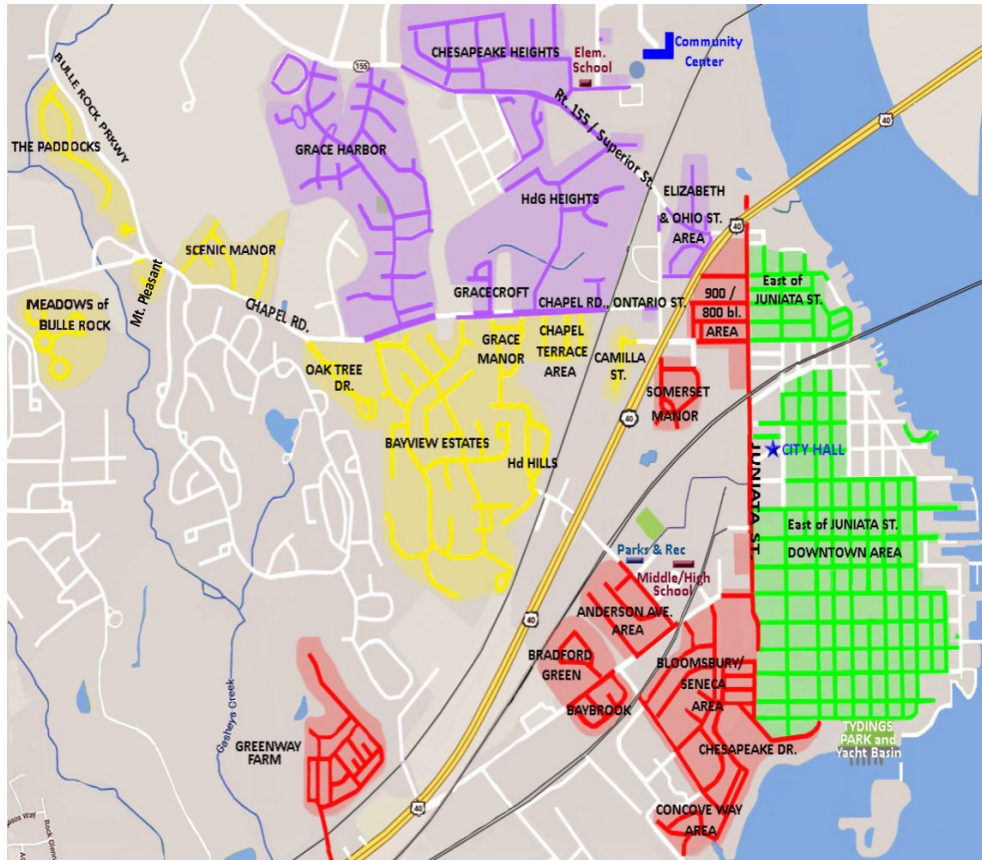 CHESAPEAKE HEIGHTS
Elem.
School
Community
Center
BULLE ROCK PRKWY
155
40
Rt. 155 / Superior St.
THE PADDOCKS
GRACE HARBOR
HdG HEIGHTS
ELIZABETH
& OHIO ST.
AREA
40
SCENIC MANOR
Mt. Pleasant
East of
JUNIATA ST.
GRACECROFT
900 /
800 bl.
AREA
MEADOWS of
BULLE ROCK
CHAPEL RD.
CHAPEL RD., ONTARIO ST.
GRACE
MANOR
CHAPEL
TERRACE
AREA
CAMILLA
ST.
OAK TREE
DR.
SOMERSET
MANOR
40
BAYVIEW ESTATES
Hd HILLS
JUNIATA ST.
CITY HALL
East of JUNIATA ST.
DOWNTOWN AREA
Parks & Rec
Middle/High
School
ANDERSON AVE.
AREA
40
BRADFORD
GREEN
BLOOMSBURY/
SENECA
AREA
BAYBROOK
Gasheys Creek
GREENWAY
FARM
CHESAPEAKE DR.
TYDINGS
PARK and
Yacht Basin
40
CONCOVE WAY
AREA
Rock Glenn